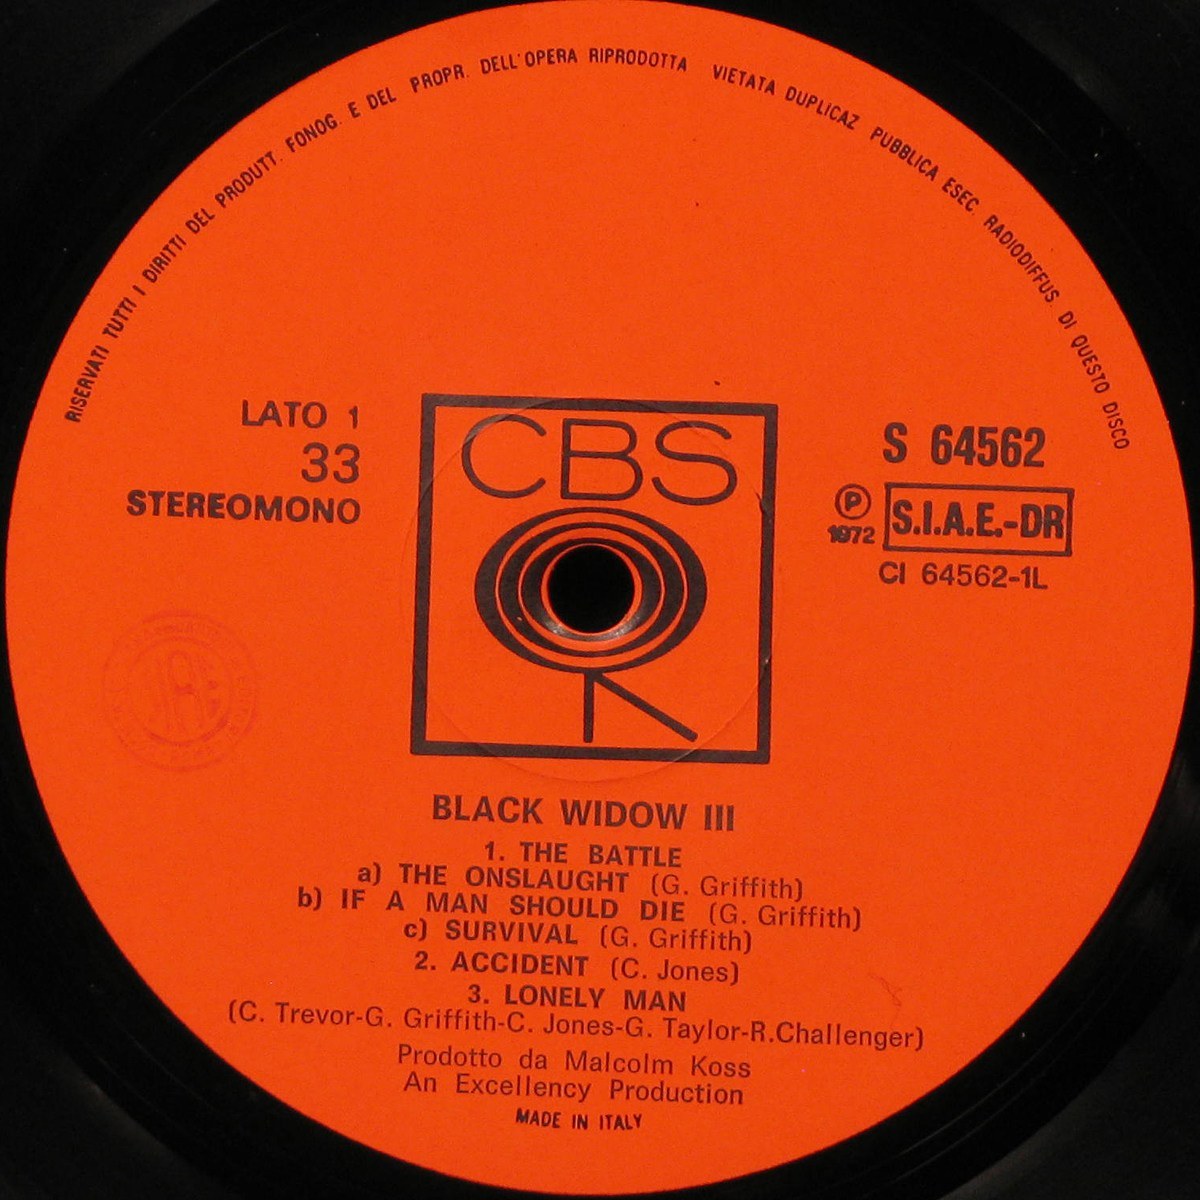 RISERVATI TUTTI I DIRITTI DEL PRODUTT. FONOG. E DEL PROPR. DELL'OPERA RIPRODOTTA VIETATA DUPLICAZ PUBBLICA ESEC. RADIODIFFUS. DI QUESTO DISCO
LATO 1
33
STEREOMONO
CBS
S 64562
Ⓟ
1972
S.I.A.E.-DR
CI 64562-1L
BLACK WIDOW III
1. THE BATTLE
a) THE ONSLAUGHT (G. Griffith)
b) IF A MAN SHOULD DIE (G. Griffith)
c) SURVIVAL (G. Griffith)
2. ACCIDENT (C. Jones)
3. LONELY MAN
(C. Trevor-G. Griffith-C. Jones-G. Taylor-R.Challenger)
Prodotto da Malcolm Koss
An Excellency Production
MADE IN ITALY